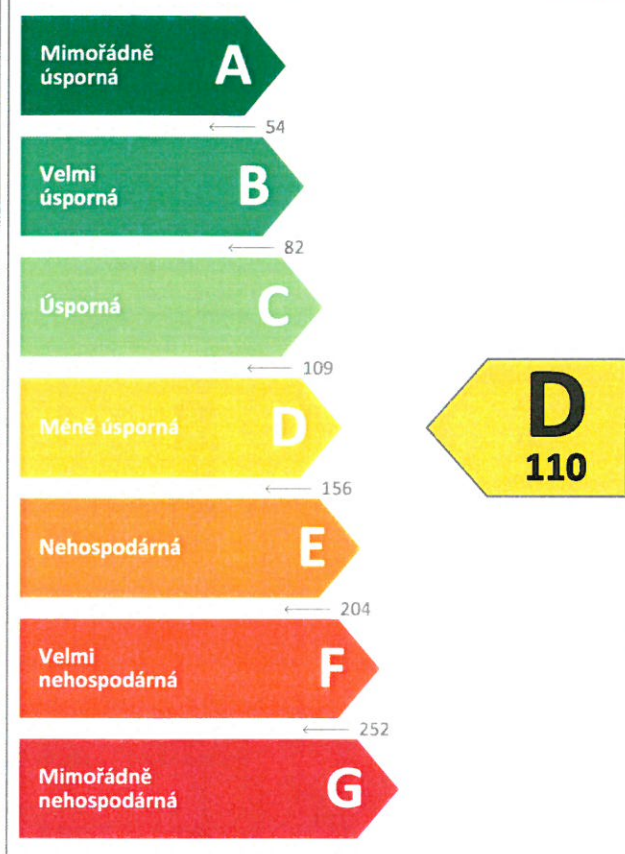 Mimořádně
úsporná
A
← 54
Velmi
úsporná
B
← 82
Úsporná
C
← 109
Méně úsporná
D
← 156
D
110
Nehospodárná
E
← 204
Velmi
nehospodárná
F
← 252
Mimořádně
nehospodárná
G